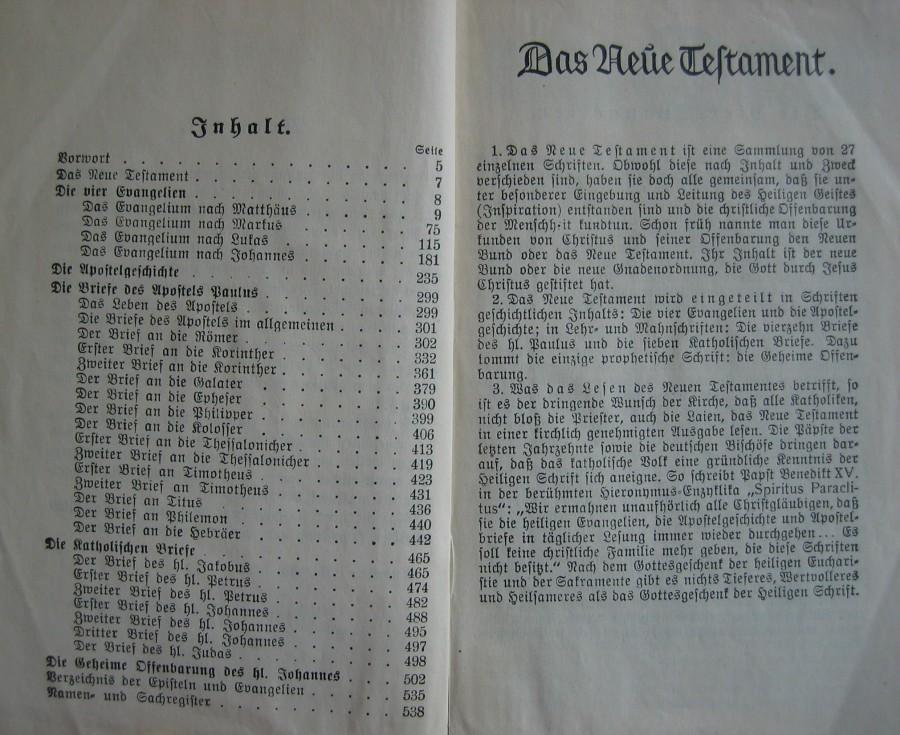 Inhalt.
Seite
Vorwort . . . . . . . . . . . . . . . 5
Das Neue Testament . . . . . . . . . . . 7
Die vier Evangelien . . . . . . . . . . . 8
Das Evangelium nach Matthäus . . . . . . 9
Das Evangelium nach Markus . . . . . . 75
Das Evangelium nach Lukas . . . . . . 115
Das Evangelium nach Johannes . . . . . . 181
Die Apostelgeschichte . . . . . . . . . . 235
Die Briefe des Apostels Paulus . . . . . . . 299
Das Leben des Apostels . . . . . . . . 299
Die Briefe des Apostels im allgemeinen . . . . 301
Der Brief an die Römer . . . . . . . . 302
Erster Brief an die Korinther . . . . . . 332
Zweiter Brief an die Korinther . . . . . . 361
Der Brief an die Galater . . . . . . . . 379
Der Brief an die Epheser . . . . . . . . 390
Der Brief an die Philipper . . . . . . . 399
Der Brief an die Kolosser . . . . . . . 406
Erster Brief an die Thessalonicher . . . . . 413
Zweiter Brief an die Thessalonicher . . . . . 419
Erster Brief an Timotheus . . . . . . . 423
Zweiter Brief an Timotheus . . . . . . . 431
Der Brief an Titus . . . . . . . . . 436
Der Brief an Philemon . . . . . . . . 440
Der Brief an die Hebräer . . . . . . . 442
Die Katholischen Briefe . . . . . . . . . 465
Der Brief des hl. Jakobus . . . . . . . 465
Erster Brief des hl. Petrus . . . . . . . 474
Zweiter Brief des hl. Petrus . . . . . . . 482
Erster Brief des hl. Johannes . . . . . . 488
Zweiter Brief des hl. Johannes . . . . . . 495
Dritter Brief des hl. Johannes . . . . . . 497
Der Brief des hl. Judas . . . . . . . . 498
Die Geheime Offenbarung des hl. Johannes . . . 502
Verzeichnis der Episteln und Evangelien . . . . 535
Namen- und Sachregister . . . . . . . . . 538
Das Neue Testament.
1. Das Neue Testament ist eine Sammlung von 27
einzelnen Schriften. Obwohl diese nach Inhalt und Zweck
verschieden sind, haben sie doch alle gemeinsam, daß sie un-
ter besonderer Eingebung und Leitung des Heiligen Geistes
(Inspiration) entstanden sind und die christliche Offenbarung
der Menschh·it kundtun. Schon früh nannte man diese Ur-
kunden von Christus und seiner Offenbarung den Neuen
Bund oder das Neue Testament. Ihr Inhalt ist der neue
Bund oder die neue Gnadenordnung, die Gott durch Jesus
Christus gestiftet hat.
2. Das Neue Testament wird eingeteilt in Schriften
geschichtlichen Inhalts: Die vier Evangelien und die Apostel-
geschichte; in Lehr- und Mahnschriften: Die vierzehn Briefe
des hl. Paulus und die sieben Katholischen Briefe. Dazu
kommt die einzige prophetische Schrift: die Geheime Offen-
barung.
3. Was das Lesen des Neuen Testamentes betrifft, so
ist es der dringende Wunsch der Kirche, daß alle Katholiken,
nicht bloß die Priester, auch die Laien, das Neue Testament
in einer kirchlich genehmigten Ausgabe lesen. Die Päpste der
letzten Jahrzehnte sowie die deutschen Bischöfe dringen dar-
auf, daß das katholische Volk eine gründliche Kenntnis der
Heiligen Schrift sich aneigne. So schreibt Papst Benedikt XV.
in der berühmten Hieronymus-Enzyklika „Spiritus Paracli-
tus“: „Wir ermahnen unaufhörlich alle Christgläubigen, daß
sie die heiligen Evangelien, die Apostelgeschichte und Apostel-
briefe in täglicher Lesung immer wieder durchgehen... Es
soll keine christliche Familie mehr geben, die diese Schriften
nicht besitzt.“ Nach dem Gottesgeschenk der heiligen Euchari-
stie und der Sakramente gibt es nichts Tieferes, Wertvolleres
und Heilsameres als das Gottesgeschenk der Heiligen Schrift.